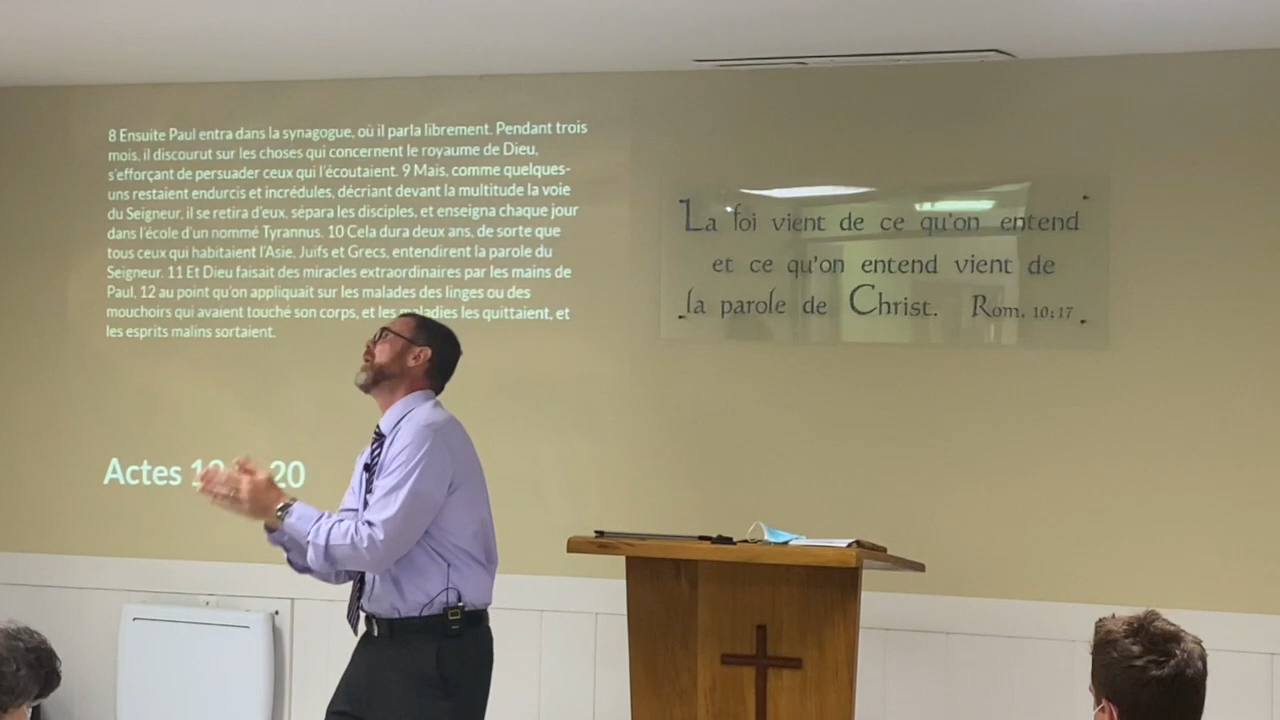 8 Ensuite Paul entra dans la synagogue, où il parla librement. Pendant trois
mois, il discourut sur les choses qui concernent le royaume de Dieu,
s'efforçant de persuader ceux qui l'écoutaient. 9 Mais, comme quelques-
uns restaient endurcis et incrédules, décriant devant la multitude la voie
du Seigneur, il se retira d'eux, sépara les disciples, et enseigna chaque jour
dans l'école d'un nommé Tyrannus. 10 Cela dura deux ans, de sorte que
tous ceux qui habitaient l'Asie, Juifs et Grecs, entendirent la parole du
Seigneur. 11 Et Dieu faisait des miracles extraordinaires par les mains de
Paul, 12 au point qu'on appliquait sur les malades des linges ou des
mouchoirs qui avaient touché son corps, et les maladies les quittaient, et
les esprits malins sortaient.
Actes 20
La foi vient de ce qu'on entend
et ce qu'on entend vient de
la parole de Christ. Rom. 10:17